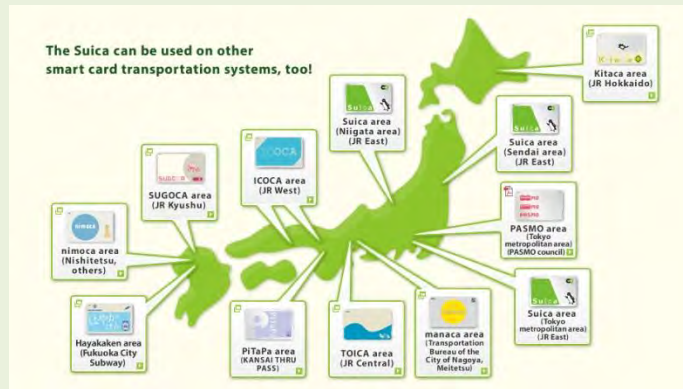 The Suica can be used on other
smart card transportation systems, too!
Kitaca area
(JR Hokkaido)
Suica
Suica area
(Niigata area)
(JR East)
Suica
Suica area
(Sendai area)
(JR East)
SUGOCA area
(JR Kyushu)
ICOCA
ICOCA area
(JR West)
nimoca
nimoca area
(Nishitetsu,
others)
PASMO
PASMO area
(Tokyo
metropolitan area)
(PASMO council)
Hayakaken area
(Fukuoka City
Subway)
PiTaPa area
(KANSAI THRU
PASS)
TOICA area
(JR Central)
manaca area
(Transportation
Bureau of the
City of Nagoya,
Meitetsu)
Suica
Suica area
(Tokyo
metropolitan area)
(JR East)